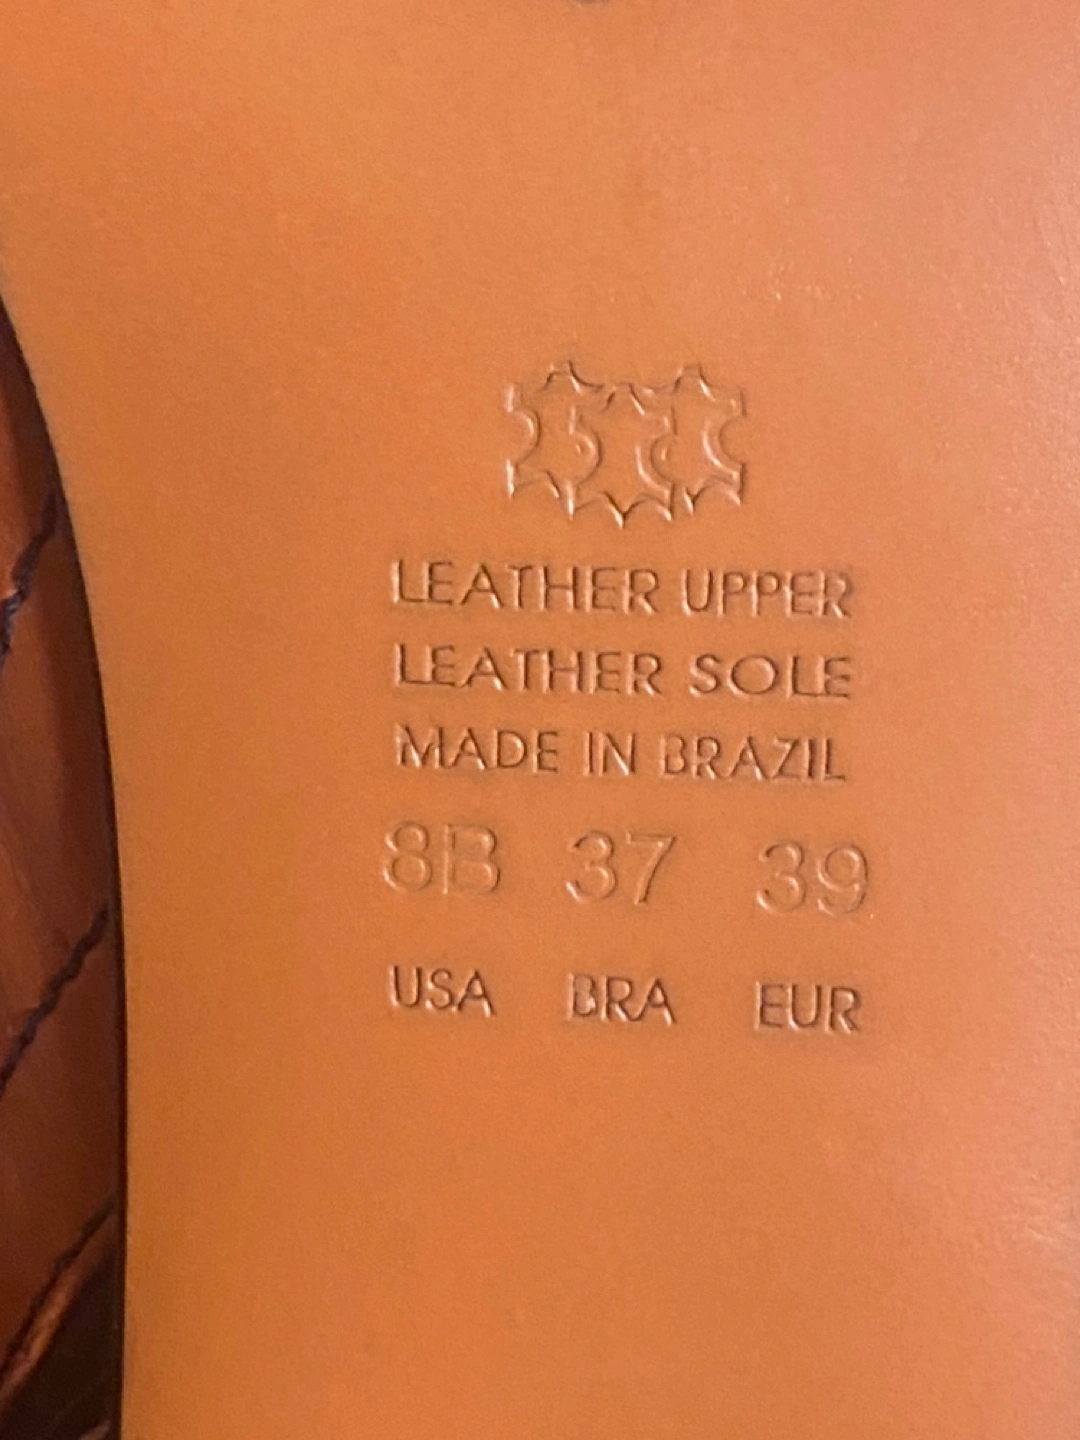 LEATHER UPPER
LEATHER SOLE
MADE IN BRAZIL
8B 37 39
USA BRA EUR